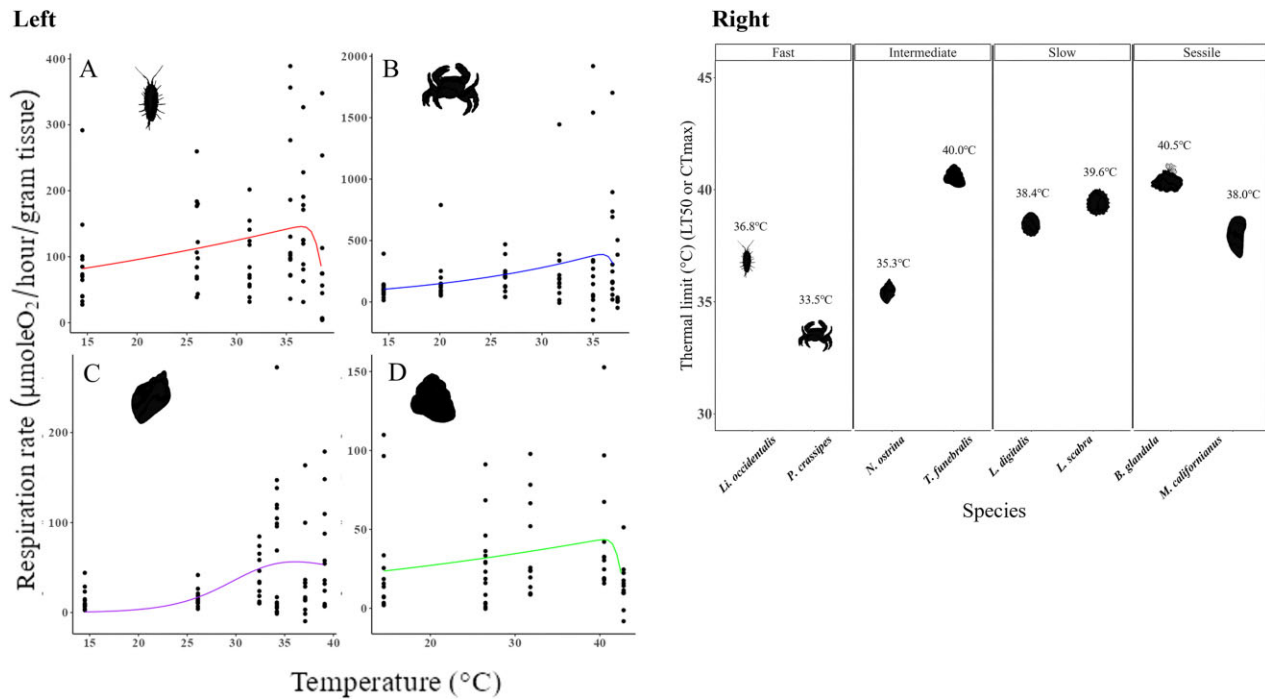 Left
Right
Respiration rate (μmoleO₂/hour/gram tissue)
A
400
300
200
100
0
15
20
25
30
35
B
2000
1500
1000
500
0
15
20
25
30
35
C
200
100
0
15
20
25
30
35
40
D
150
100
50
0
20
30
40
Temperature (°C)
Fast
Intermediate
Slow
Sessile
Thermal limit (°C) (LT50 or CTmax)
45
40
35
30
36.8°C
33.5°C
35.3°C
40.0°C
38.4°C
39.6°C
40.5°C
38.0°C
Li. occidentalis
P. crassipes
N. ostrina
T. funebralis
L. digitalis
L. scabra
B. glandula
M. californianus
Species